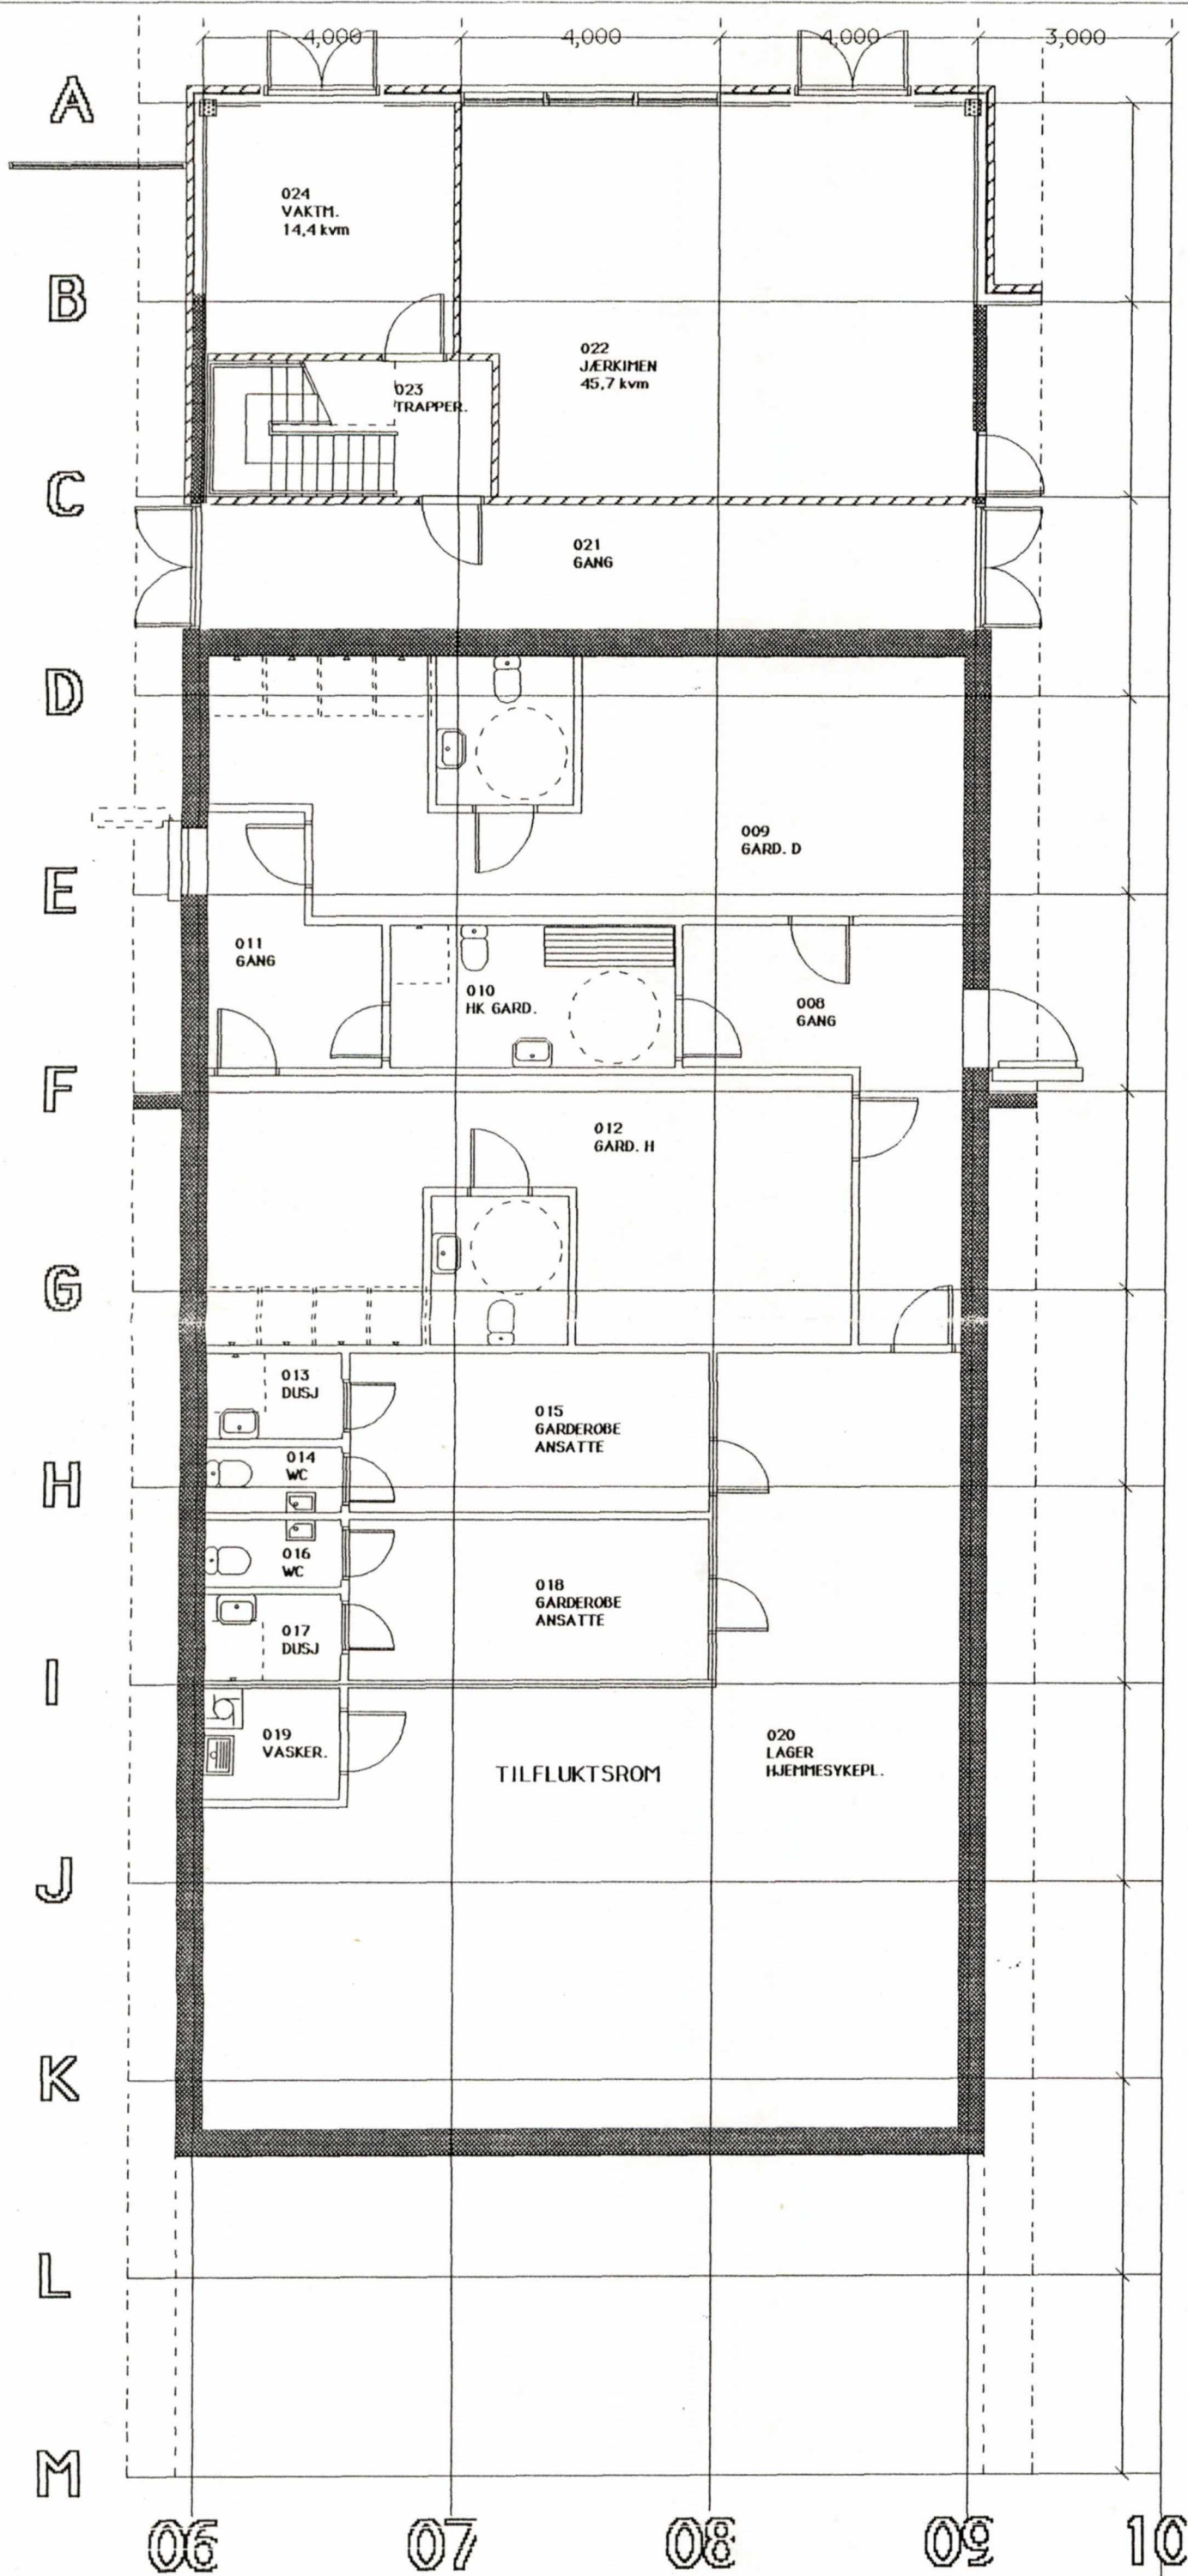 4,000
4,000
4,000
3,000
A
024
VAKTM.
14,4 kvm
B
022
JÆRKIMEN
45,7 kvm
023
TRAPPER.
C
021
GANG
D
009
GARD. D
E
011
GANG
010
HK GARD.
008
GANG
F
012
GARD. H
G
013
DUSJ
015
GARDEROBE
ANSATTE
014
WC
H
016
WC
018
GARDEROBE
ANSATTE
017
DUSJ
I
019
VASKER.
020
LAGER
HJEMMESYKEPL.
TILFLUKTSROM
J
K
L
M
06
07
08
09
10